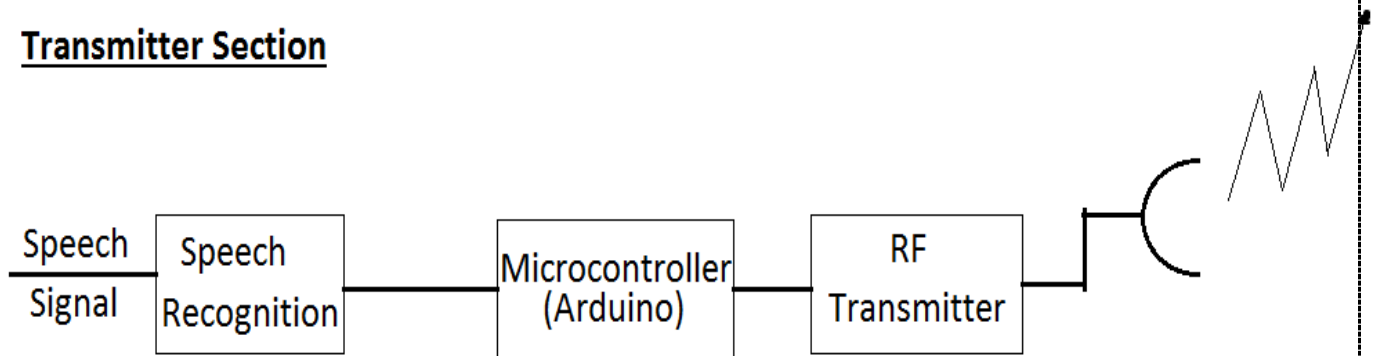 Transmitter Section
Speech
Signal
Speech
Recognition
Microcontroller
(Arduino)
RF
Transmitter